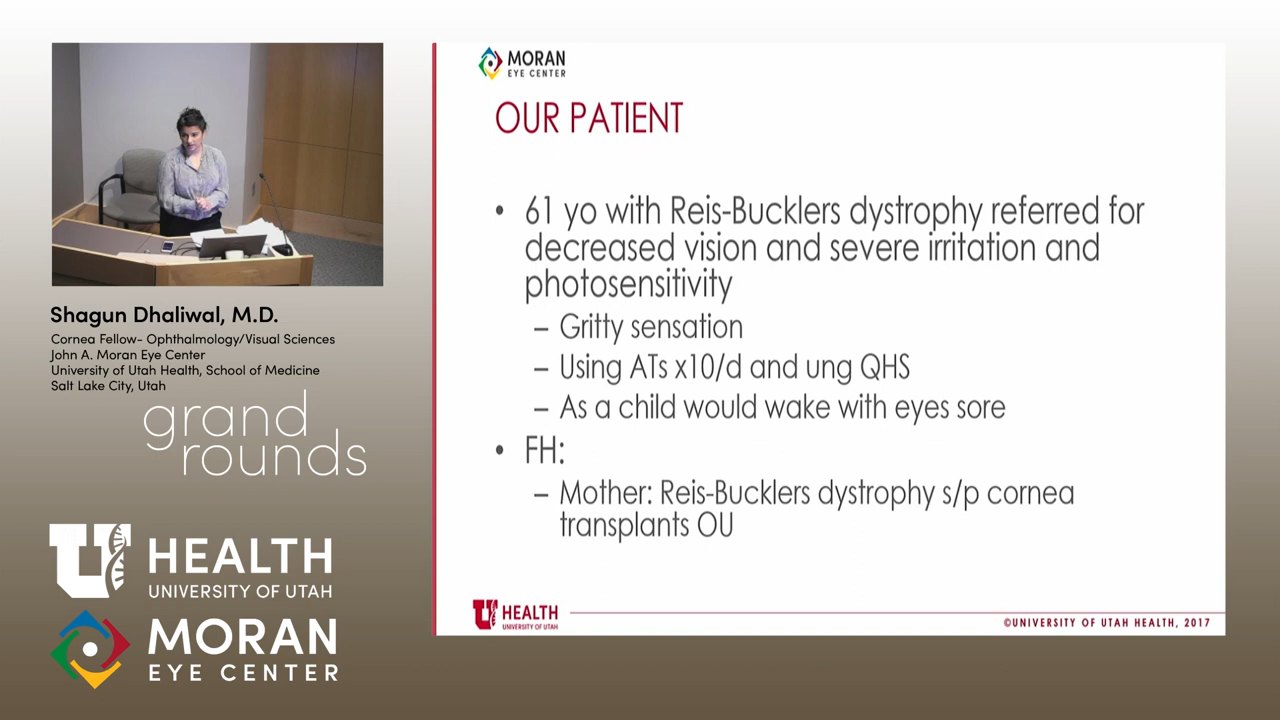 Shagun Dhaliwal, M.D.
Cornea Fellow- Ophthalmology/Visual Sciences
John A. Moran Eye Center
University of Utah Health, School of Medicine
Salt Lake City, Utah
grand
rounds
U HEALTH
UNIVERSITY OF UTAH
MORAN
EYE CENTER
MORAN
EYE CENTER
OUR PATIENT
• 61 yo with Reis-Bucklers dystrophy referred for
decreased vision and severe irritation and
photosensitivity
– Gritty sensation
– Using ATs x10/d and ung QHS
– As a child would wake with eyes sore
• FH:
– Mother: Reis-Bucklers dystrophy s/p cornea
transplants OU
U HEALTH
UNIVERSITY OF UTAH
©UNIVERSITY OF UTAH HEALTH, 2017